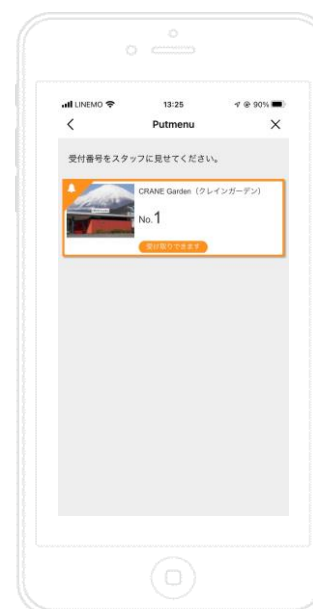 LINEMO 13:25 90%
Putmenu
受付番号をスタッフに見せてください。
CRANE Garden（クレインガーデン）
No.1
受け取りできます